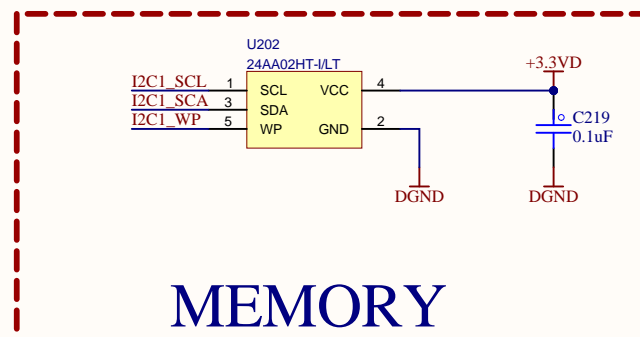 U202
24AA02HT-I/LT
+3.3VD
I2C1_SCL 1 SCL VCC 4
I2C1_SCA 3 SDA
I2C1_WP 5 WP GND 2
C219
0.1uF
DGND DGND
MEMORY